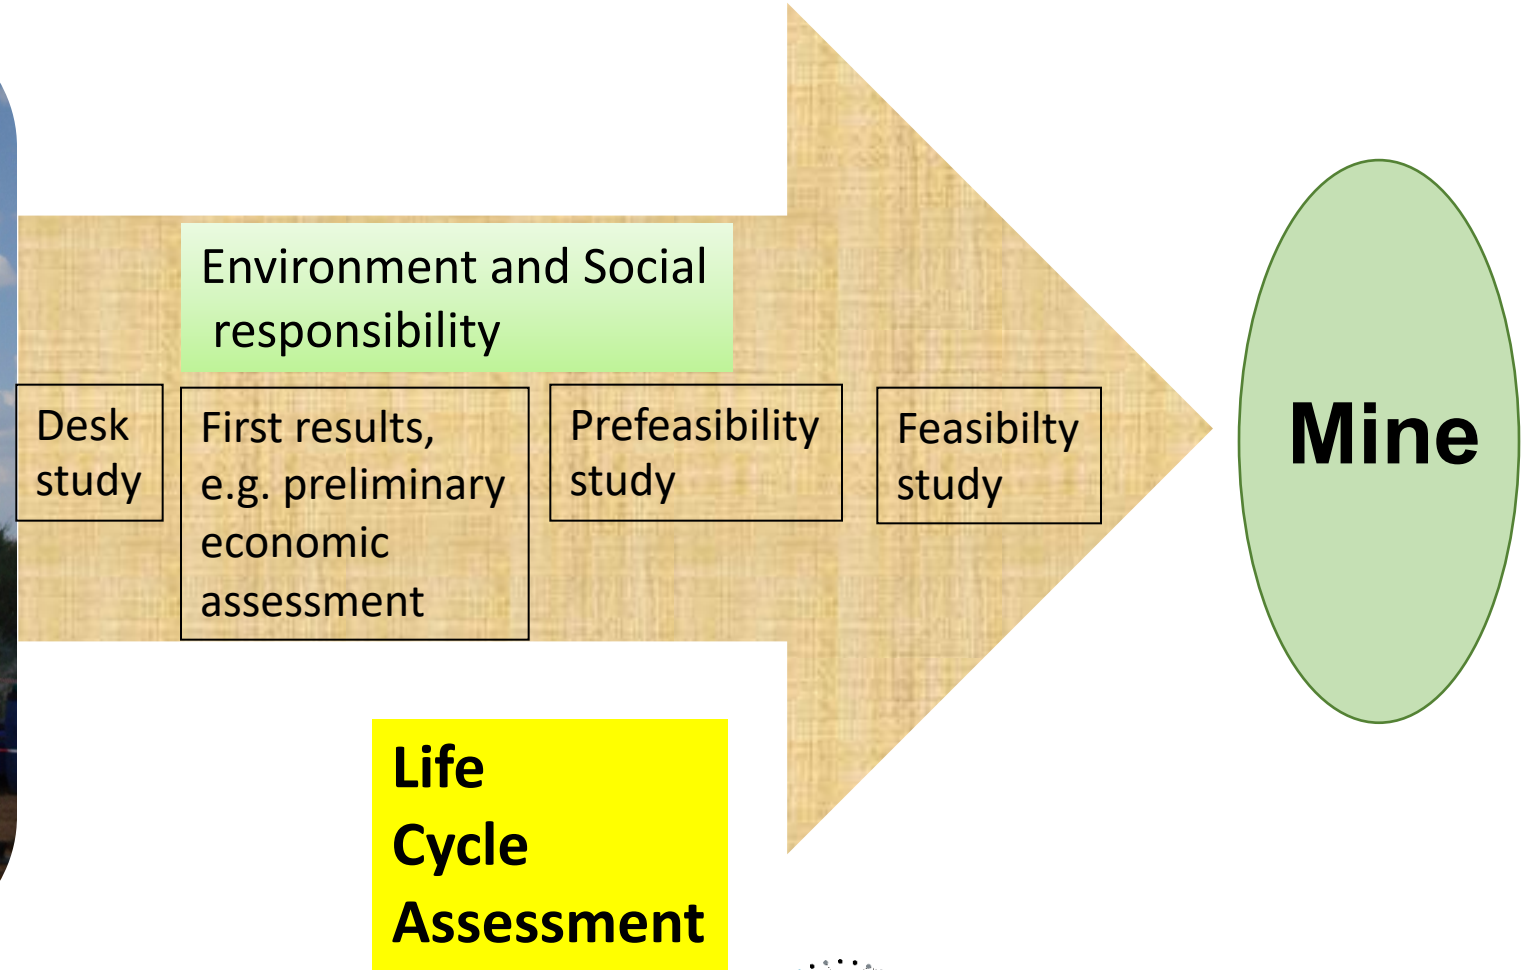 Environment and Social
responsibility
Desk
study
First results,
e.g. preliminary
economic
assessment
Prefeasibility
study
Feasibilty
study
Mine
Life
Cycle
Assessment